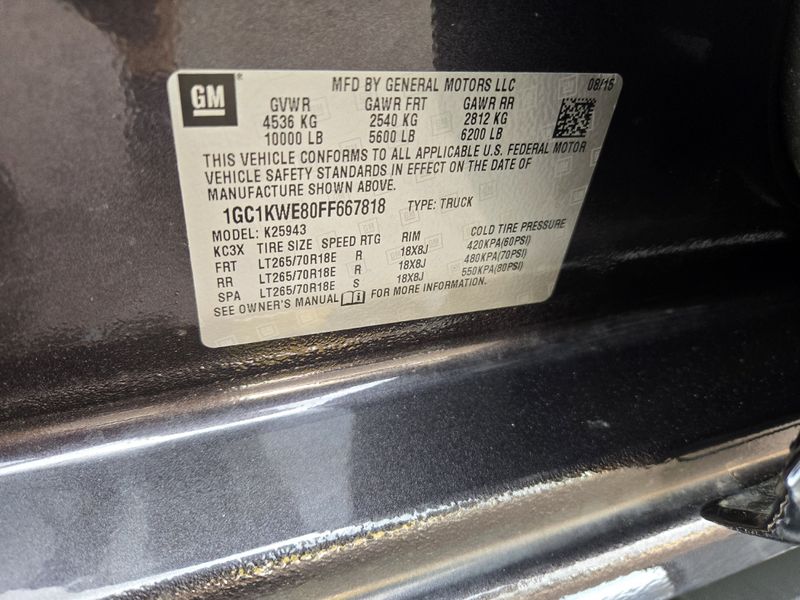 GM
MFD BY GENERAL MOTORS LLC 08/15
GVWR GAWR FRT GAWR RR
4536 KG 2540 KG 2812 KG
10000 LB 5600 LB 6200 LB
THIS VEHICLE CONFORMS TO ALL APPLICABLE U.S. FEDERAL MOTOR
VEHICLE SAFETY STANDARDS IN EFFECT ON THE DATE OF
MANUFACTURE SHOWN ABOVE.
1GC1KWE80FF667818 TYPE: TRUCK
MODEL: K25943
KC3X TIRE SIZE SPEED RTG RIM COLD TIRE PRESSURE
FRT LT265/70R18E R 18X8J 420KPA(60PSI)
RR LT265/70R18E R 18X8J 480KPA(70PSI)
SPA LT265/70R18E S 18X8J 550KPA(80PSI)
SEE OWNER'S MANUAL FOR MORE INFORMATION.